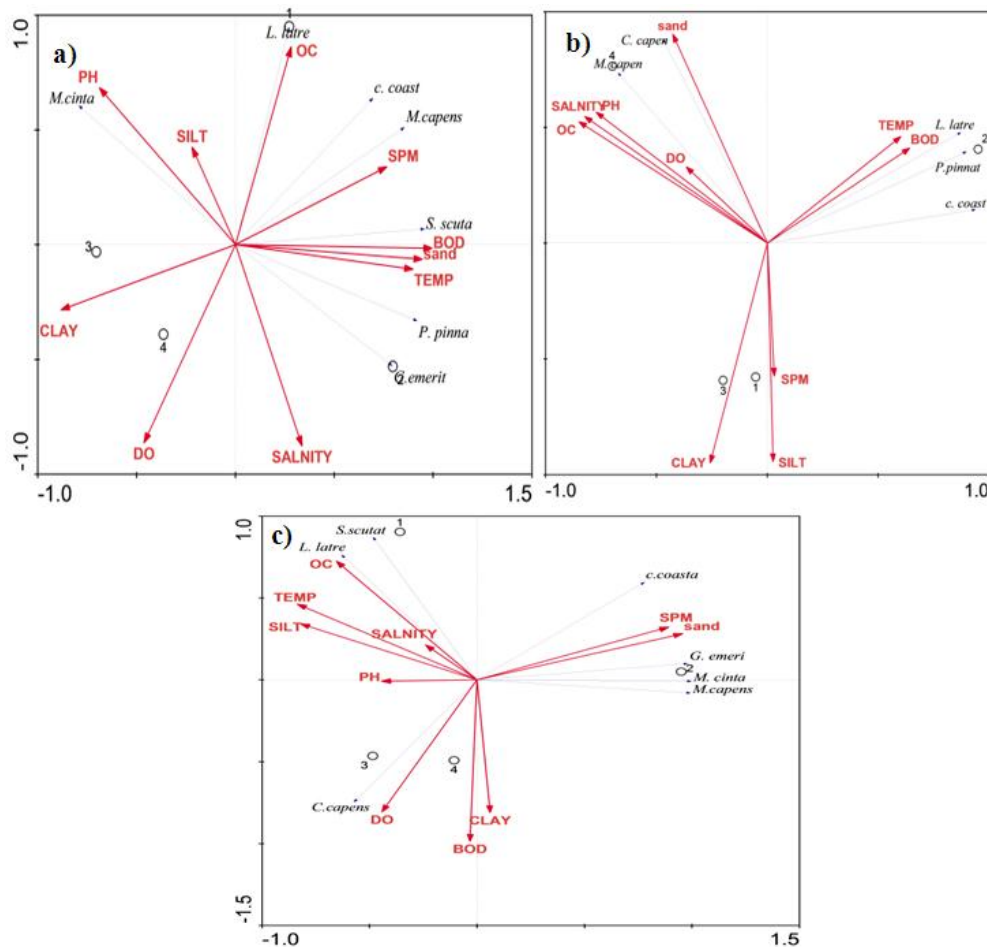 a)
1.0
1
L. latre
OC
PH
M.cinta
c. coast
M.capens
SILT
SPM
S. scuta
BOD
sand
TEMP
3
CLAY
4
P. pinna
2
G.emerit
DO
SALNITY
-1.0
-1.0
1.5
b)
sand
C. capen
4
M.capen
SALNITY
PH
OC
TEMP
L. latre
BOD
2
P.pinnat
DO
c. coast
SPM
3
1
CLAY
SILT
-1.0
1.0
c)
1.0
S.scutat
1
L. latre
OC
c.coasta
TEMP
SILT
SALNITY
SPM
sand
G. emeri
2
PH
M. cinta
M.capens
3
4
C.capens
DO
CLAY
BOD
-1.5
-1.0
1.5